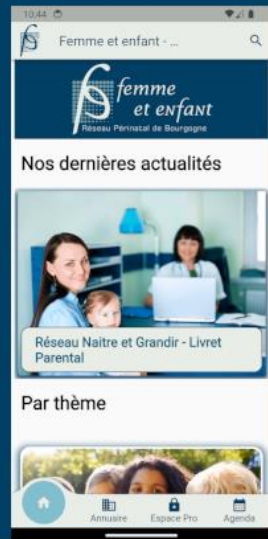 10:44
Femme et enfant - ...
femme
et enfant
Réseau Périnatal de Bourgogne
Nos dernières actualités
Réseau Naitre et Grandir - Livret
Parental
Par thème
Annuaire
Espace Pro
Agenda